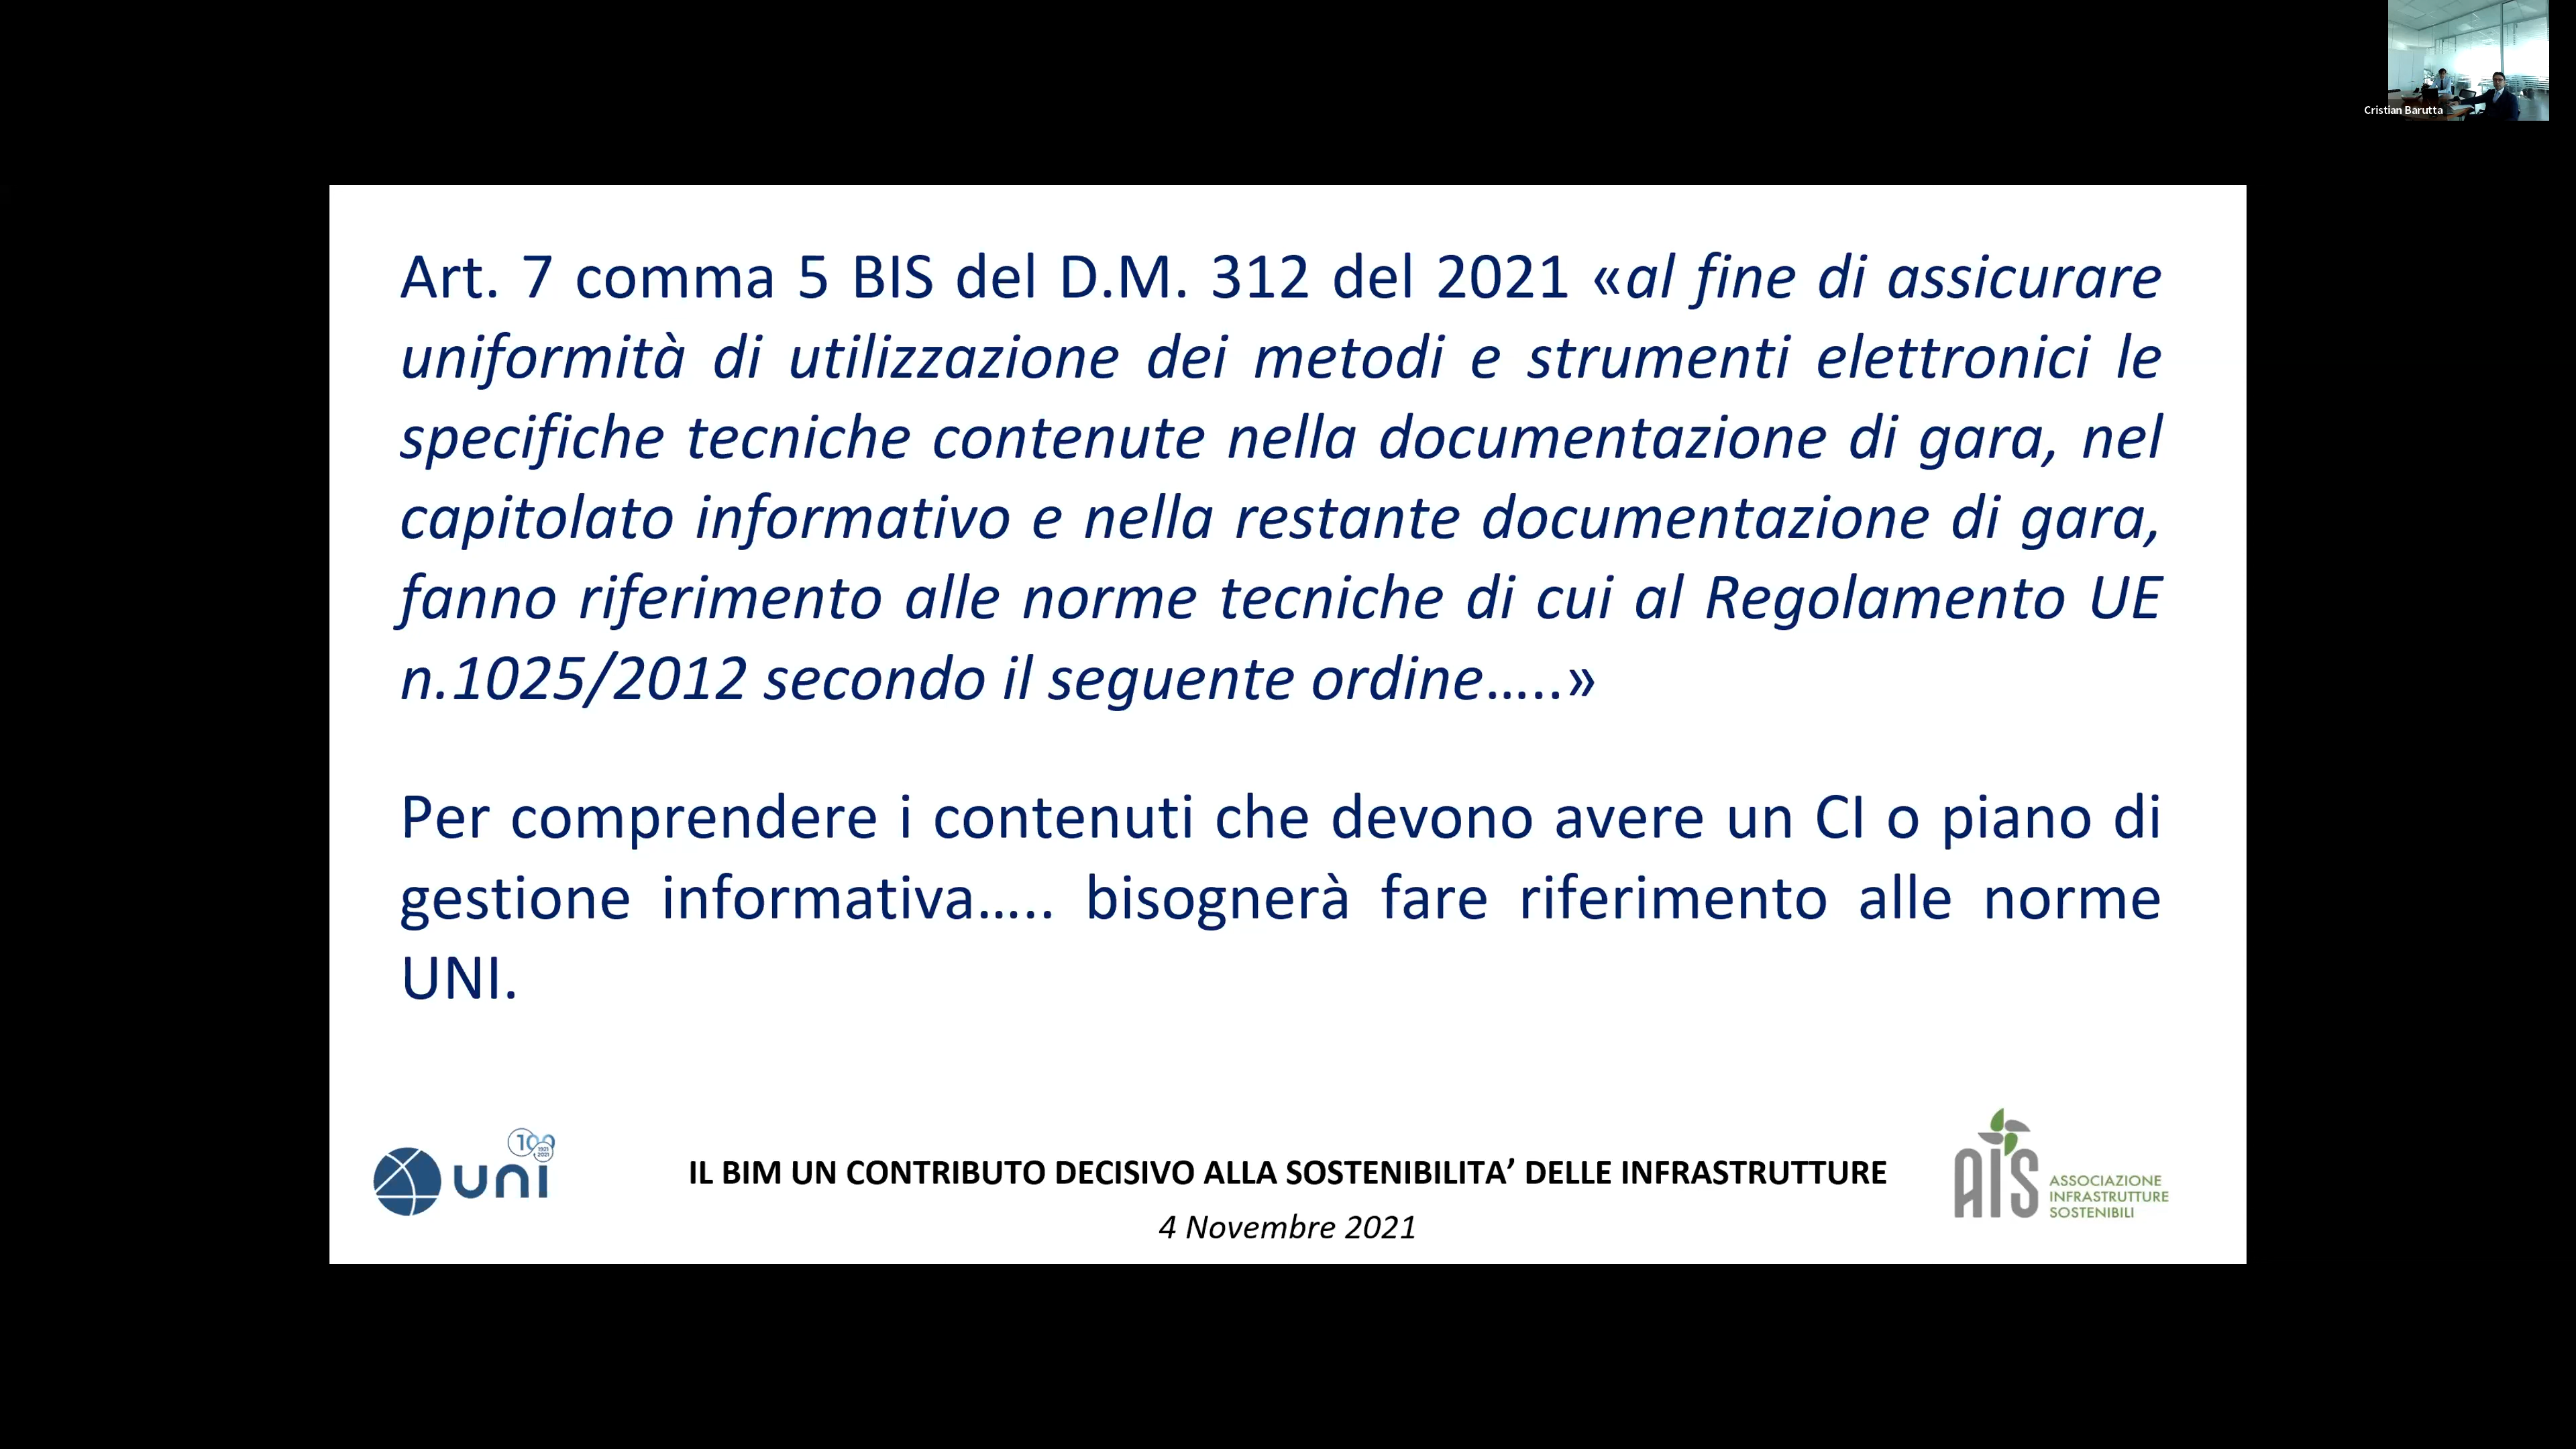 Cristian Barutta
Art. 7 comma 5 BIS del D.M. 312 del 2021 «al fine di assicurare
uniformità di utilizzazione dei metodi e strumenti elettronici le
specifiche tecniche contenute nella documentazione di gara, nel
capitolato informativo e nella restante documentazione di gara,
fanno riferimento alle norme tecniche di cui al Regolamento UE
n.1025/2012 secondo il seguente ordine…..»
Per comprendere i contenuti che devono avere un CI o piano di
gestione informativa….. bisognerà fare riferimento alle norme
UNI.
100
1921
2021
uni
IL BIM UN CONTRIBUTO DECISIVO ALLA SOSTENIBILITA’ DELLE INFRASTRUTTURE
4 Novembre 2021
AIS
ASSOCIAZIONE
INFRASTRUTTURE
SOSTENIBILI